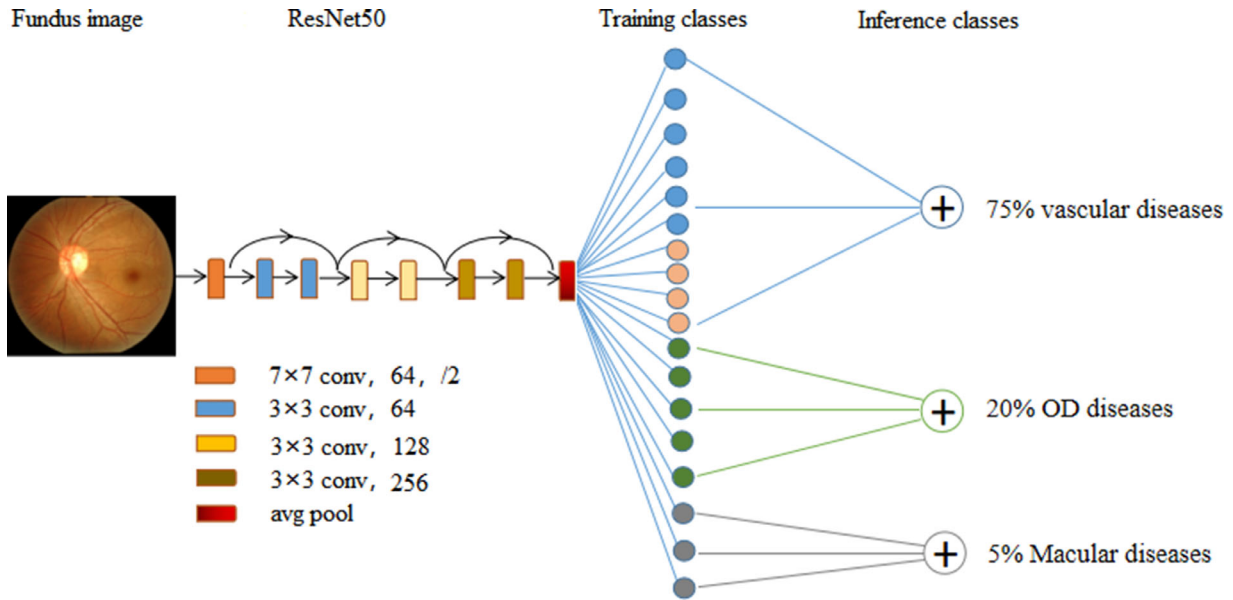 Fundus image
ResNet50
Training classes
Inference classes
+ 75% vascular diseases
7×7 conv, 64, /2
3×3 conv, 64
3×3 conv, 128
3×3 conv, 256
avg pool
+ 20% OD diseases
+ 5% Macular diseases